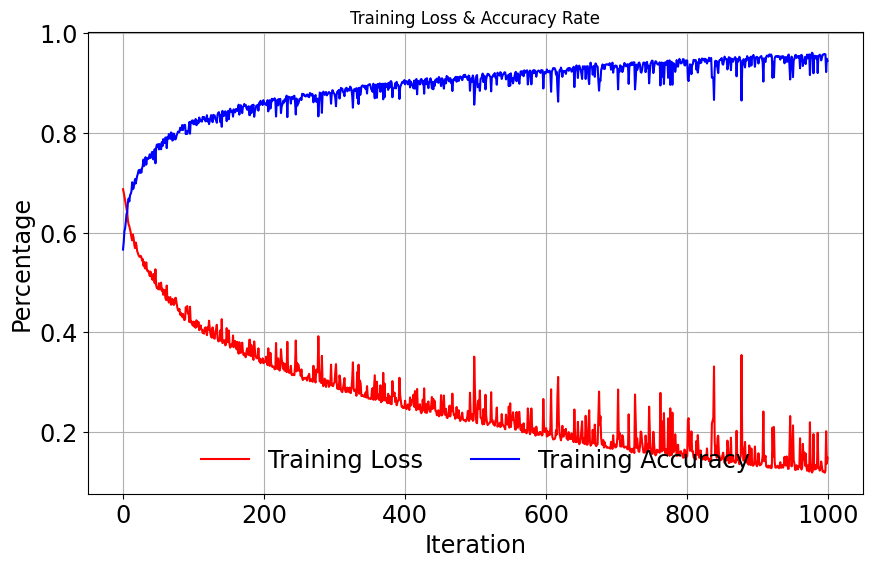 Training Loss & Accuracy Rate
1.0
0.8
0.6
0.4
0.2
Percentage
Training Loss Training Accuracy
0 200 400 600 800 1000
Iteration